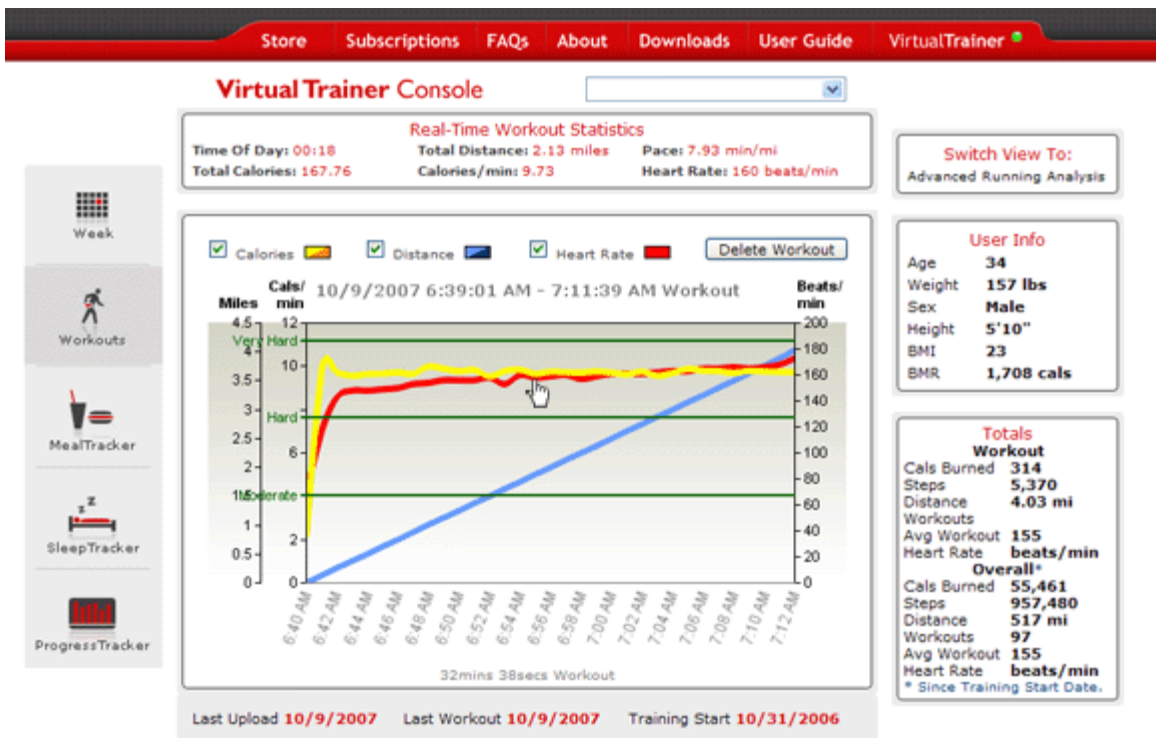 Store Subscriptions FAQs About Downloads User Guide VirtualTrainer
Virtual Trainer Console
Real-Time Workout Statistics
Time Of Day: 00:18 Total Distance: 2.13 miles Pace: 7.93 min/mi
Total Calories: 167.76 Calories/min: 9.73 Heart Rate: 160 beats/min
Switch View To:
Advanced Running Analysis
Week
Workouts
MealTracker
z z
SleepTracker
ProgressTracker
Calories Distance Heart Rate Delete Workout
10/9/2007 6:39:01 AM - 7:11:39 AM Workout
Miles
Cals/
min
Beats/
min
4.5
4
3.5
3
2.5
2
1.5
1
0.5
0
12
10
6
2
0
Very Hard
Hard
Moderate
200
180
160
140
120
100
80
60
40
20
0
6:40 AM
6:42 AM
6:44 AM
6:46 AM
6:48 AM
6:50 AM
6:52 AM
6:54 AM
6:56 AM
6:58 AM
7:00 AM
7:02 AM
7:04 AM
7:06 AM
7:08 AM
7:10 AM
7:12 AM
32mins 38secs Workout
Last Upload 10/9/2007 Last Workout 10/9/2007 Training Start 10/31/2006
User Info
Age 34
Weight 157 lbs
Sex Male
Height 5'10"
BMI 23
BMR 1,708 cals
Totals
Workout
Cals Burned 314
Steps 5,370
Distance 4.03 mi
Workouts
Avg Workout 155
Heart Rate beats/min
Overall*
Cals Burned 55,461
Steps 957,480
Distance 517 mi
Workouts 97
Avg Workout 155
Heart Rate beats/min
* Since Training Start Date.